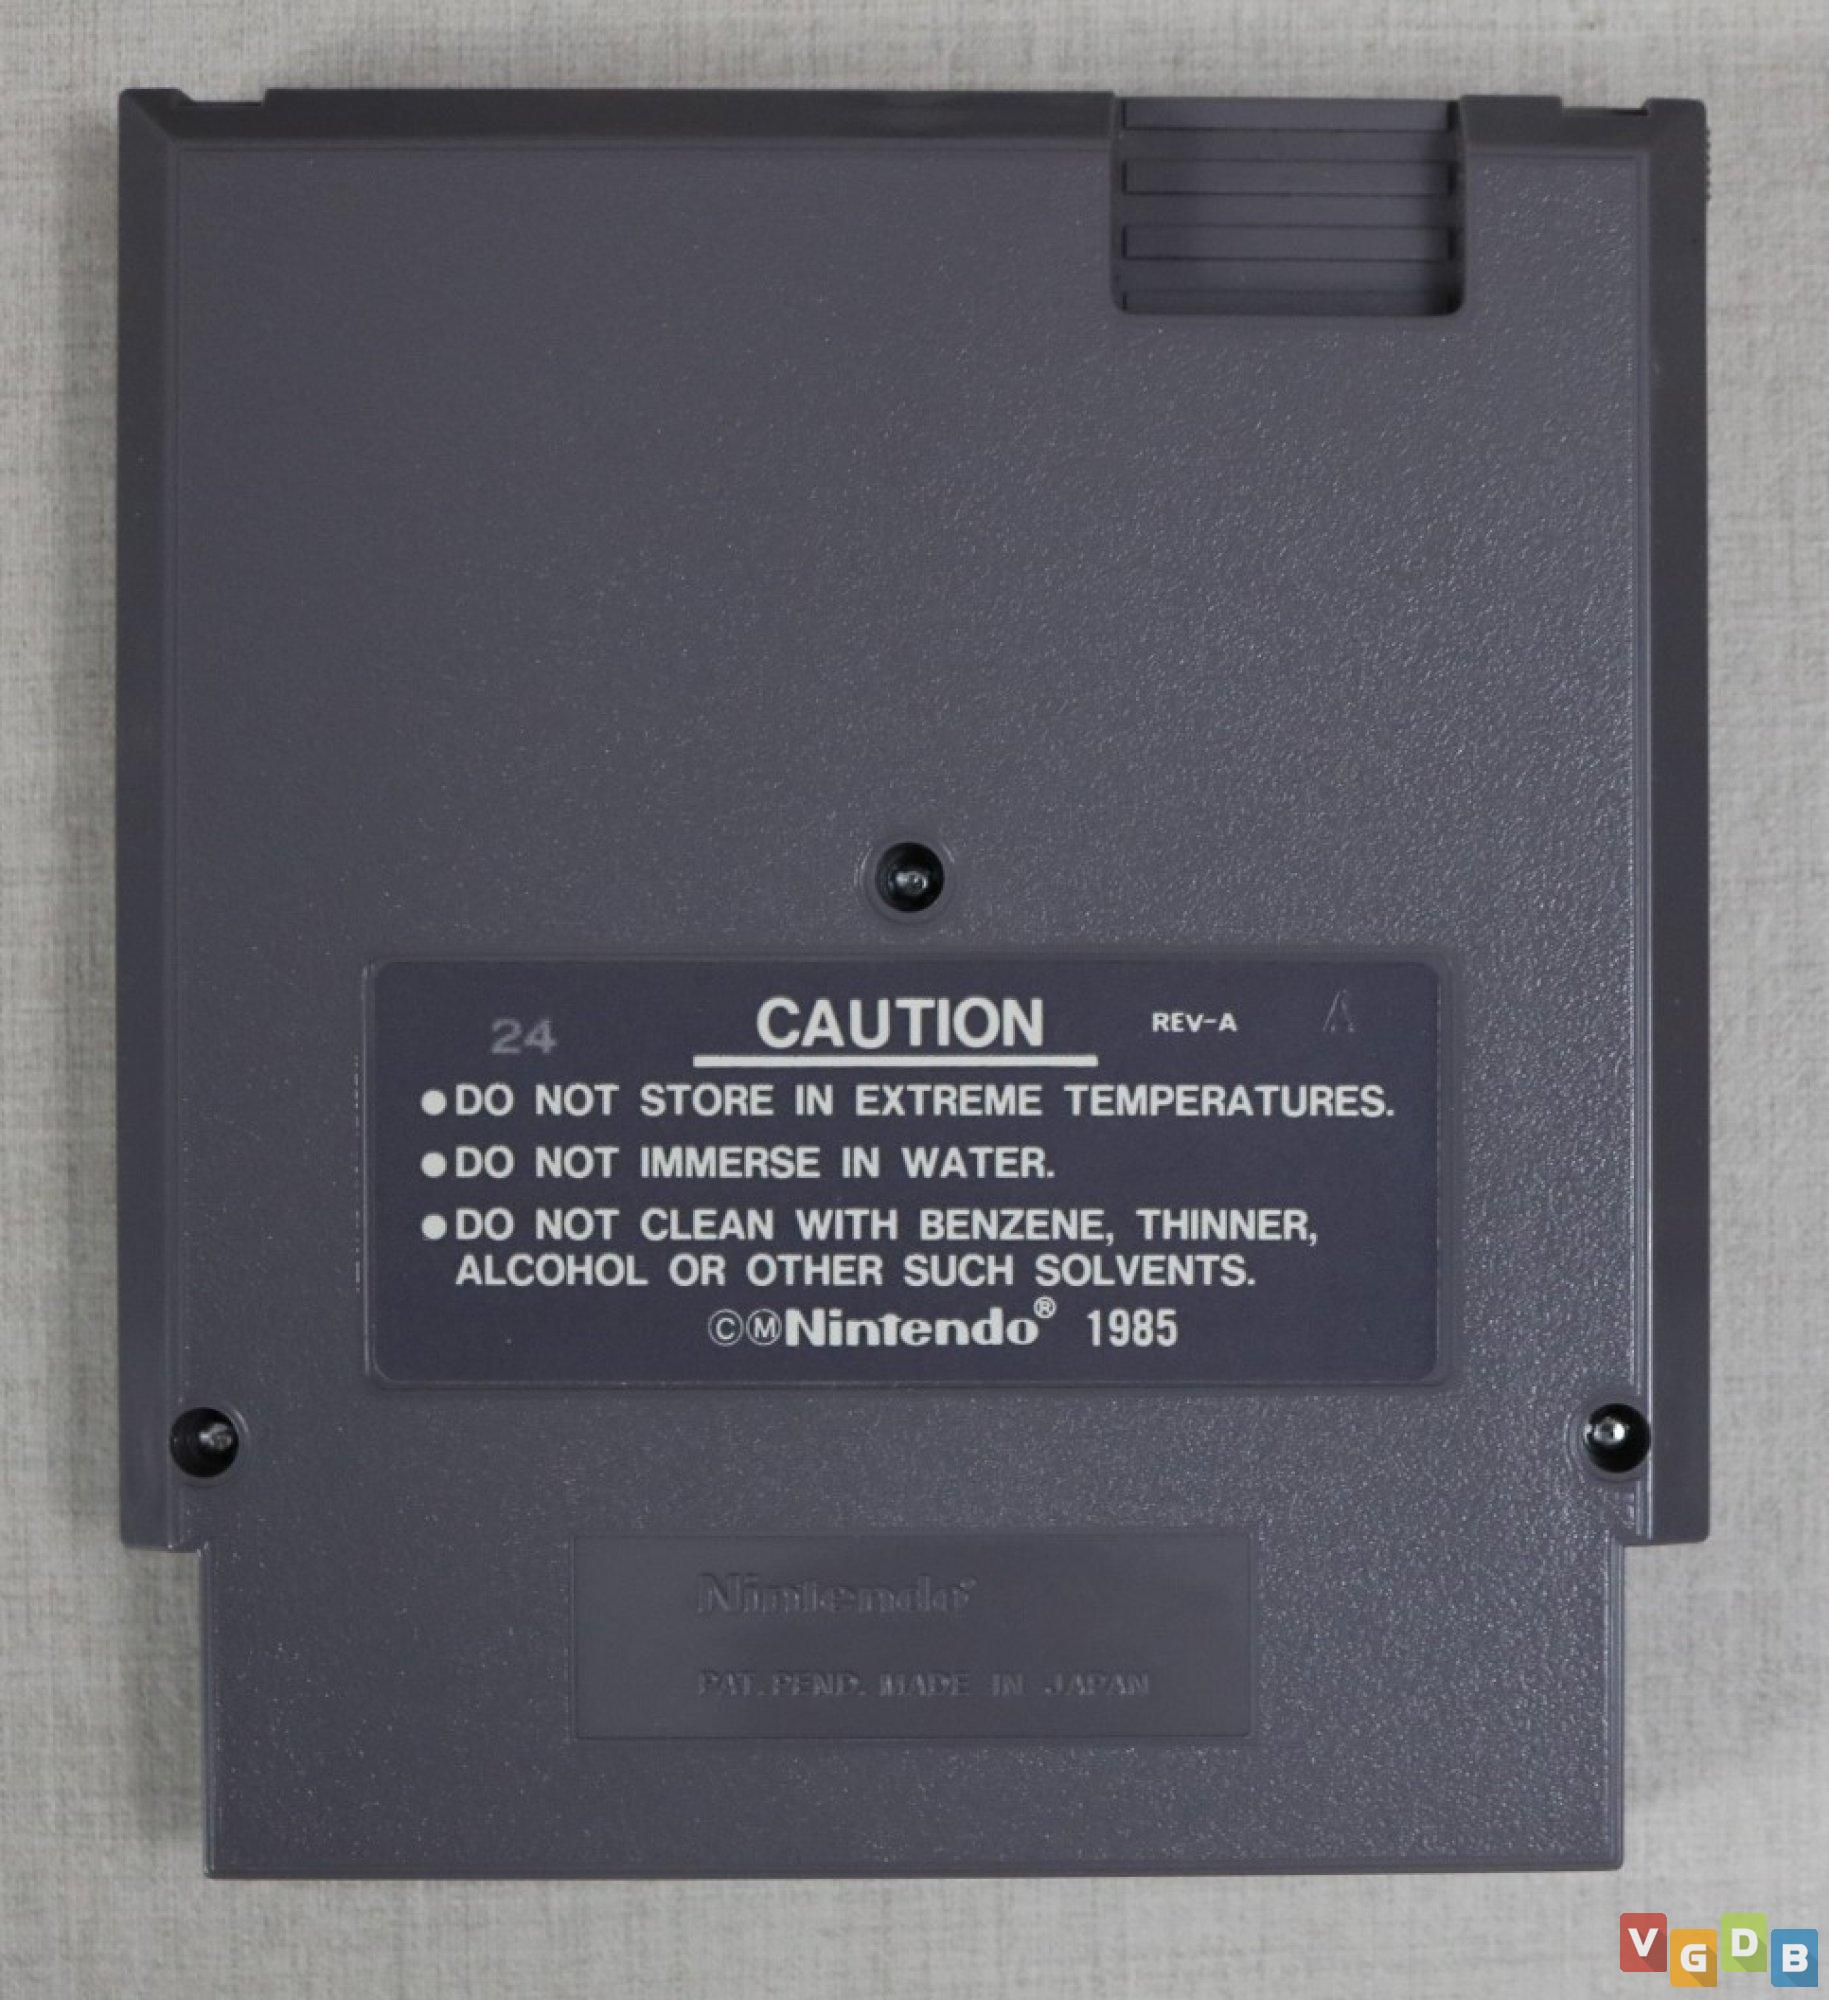 24 CAUTION REV-A A
●DO NOT STORE IN EXTREME TEMPERATURES.
●DO NOT IMMERSE IN WATER.
●DO NOT CLEAN WITH BENZENE, THINNER,
ALCOHOL OR OTHER SUCH SOLVENTS.
ⒸⓂNintendo® 1985
Nintendo®
PAT. PEND. MADE IN JAPAN
VGDB